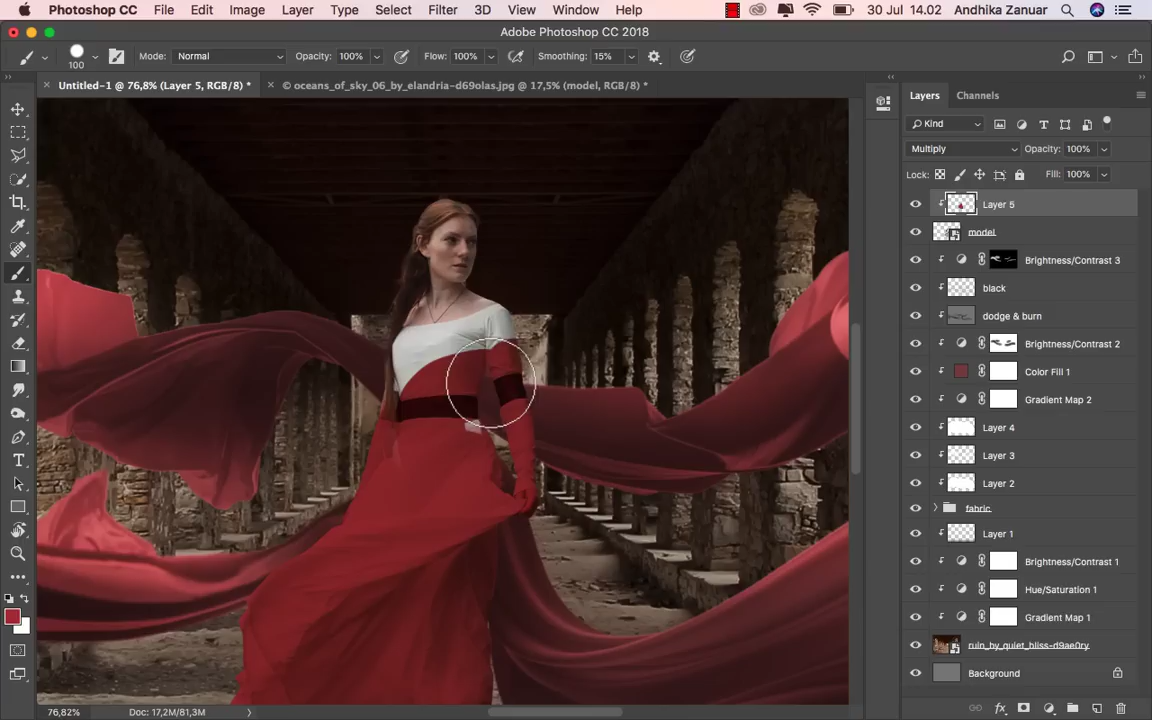 Photoshop CC File Edit Image Layer Type Select Filter 3D View Window Help 30 Jul 14.02 Andhika Zanuar
Adobe Photoshop CC 2018
100 Mode: Normal Opacity: 100% Flow: 100% Smoothing: 15%
Untitled-1 @ 76,8% (Layer 5, RGB/8) * © oceans_of_sky_06_by_elandria-d69olas.jpg @ 17,5% (model, RGB/8) *
Layers Channels
Kind
Multiply Opacity: 100%
Lock: Fill: 100%
Layer 5
model
Brightness/Contrast 3
black
dodge & burn
Brightness/Contrast 2
Color Fill 1
Gradient Map 2
Layer 4
Layer 3
Layer 2
fabric
Layer 1
Brightness/Contrast 1
Hue/Saturation 1
Gradient Map 1
ruin_by_quiet_bliss-d9ae0ry
Background
76,82% Doc: 17,2M/81,3M